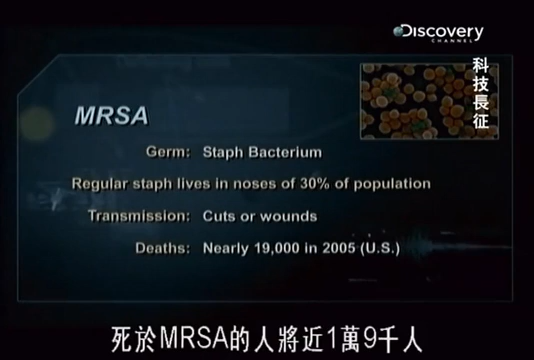 Discovery
CHANNEL
科技長征
MRSA
Germ: Staph Bacterium
Regular staph lives in noses of 30% of population
Transmission: Cuts or wounds
Deaths: Nearly 19,000 in 2005 (U.S.)
死於MRSA的人將近1萬9千人